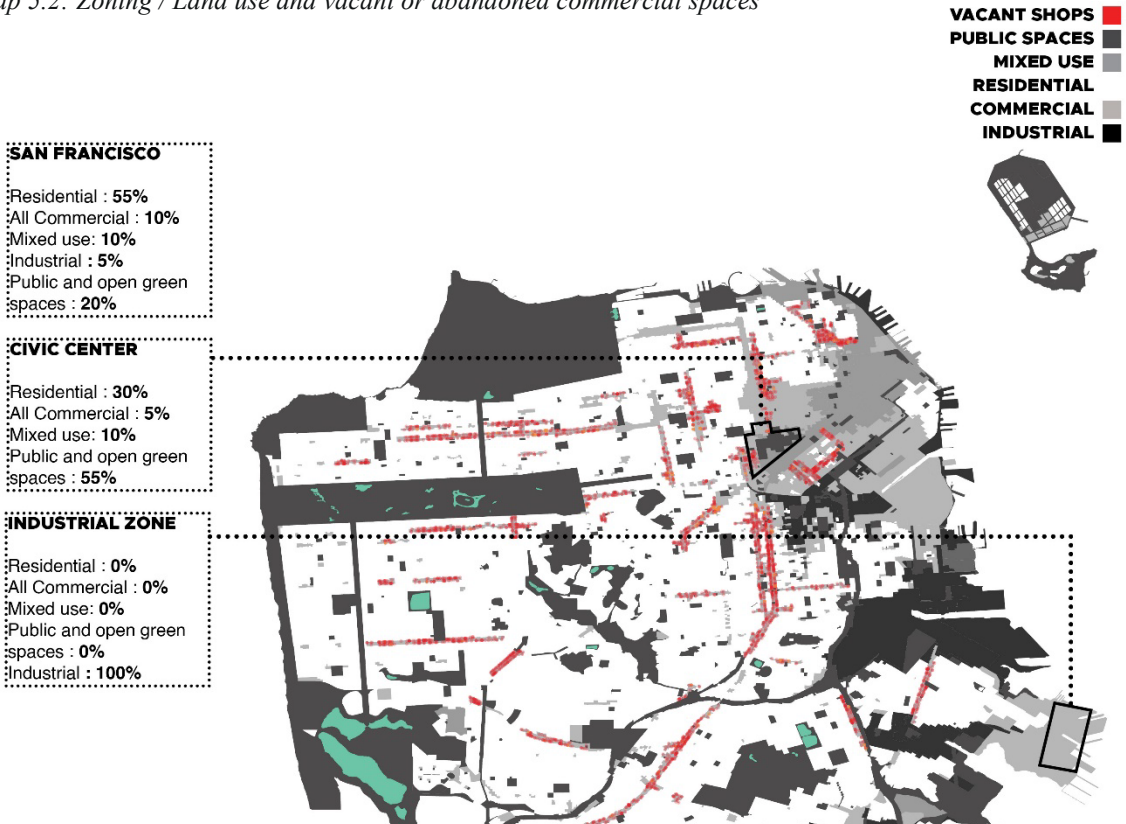 5.2: Zoning / Land use and vacant or abandoned commercial spaces
VACANT SHOPS
PUBLIC SPACES
MIXED USE
RESIDENTIAL
COMMERCIAL
INDUSTRIAL
SAN FRANCISCO
Residential : 55%
All Commercial : 10%
Mixed use: 10%
Industrial : 5%
Public and open green
spaces : 20%
CIVIC CENTER
Residential : 30%
All Commercial : 5%
Mixed use: 10%
Public and open green
spaces : 55%
INDUSTRIAL ZONE
Residential : 0%
All Commercial : 0%
Mixed use: 0%
Public and open green
spaces : 0%
Industrial : 100%